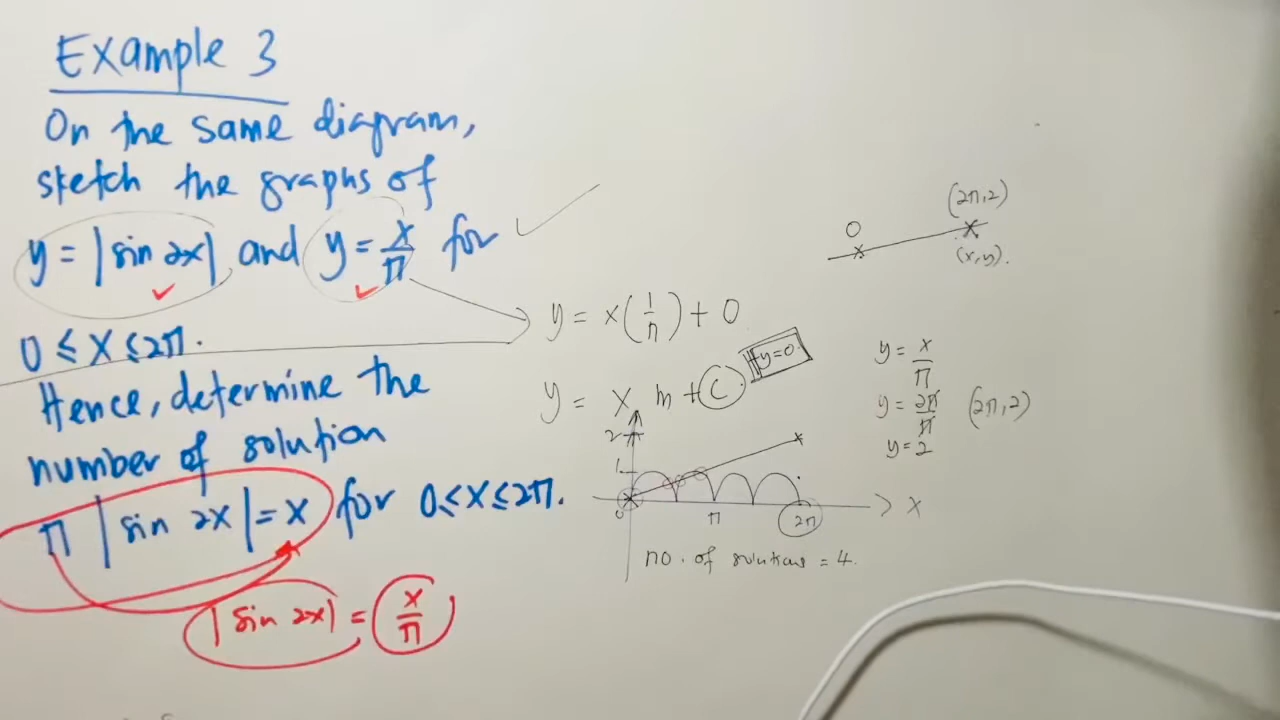 Example 3
On the same diagram,
sketch the graphs of
y = |sin 2x| and y = x/π for
0 ≤ x ≤ 2π.
Hence, determine the
number of solution
π |sin 2x| = x for 0 ≤ x ≤ 2π.
|sin 2x| = x/π
y = x(1/π) + 0
y = x m + C
y=0
2
1
0
π
2π
x
no. of solutions = 4.
0
(2π,2)
(x,y).
y = x/π
y = 2π/π (2π,2)
y = 2